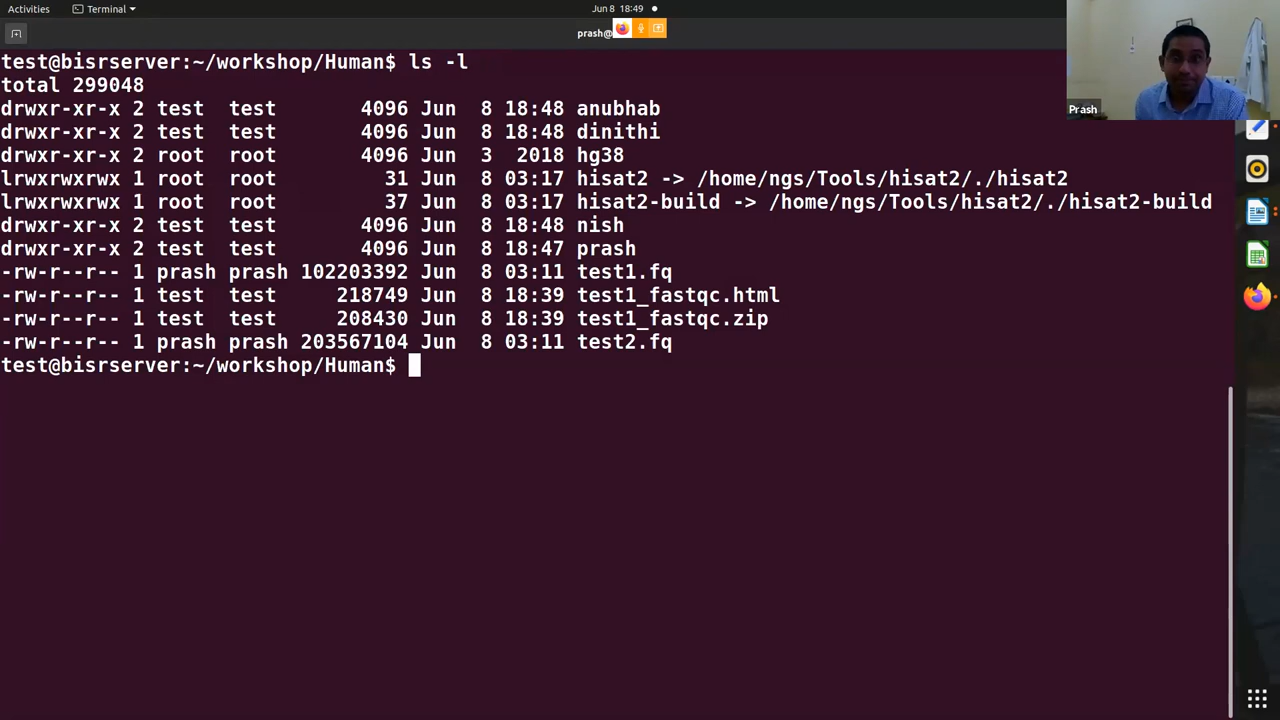 Activities Terminal Jun 8 18:49
prash@
test@bisrserver:~/workshop/Human$ ls -l
total 299048
drwxr-xr-x 2 test test 4096 Jun 8 18:48 anubhab
drwxr-xr-x 2 test test 4096 Jun 8 18:48 dinithi
drwxr-xr-x 2 root root 4096 Jun 3 2018 hg38
lrwxrwxrwx 1 root root 31 Jun 8 03:17 hisat2 -> /home/ngs/Tools/hisat2/./hisat2
lrwxrwxrwx 1 root root 37 Jun 8 03:17 hisat2-build -> /home/ngs/Tools/hisat2/./hisat2-build
drwxr-xr-x 2 test test 4096 Jun 8 18:48 nish
drwxr-xr-x 2 test test 4096 Jun 8 18:47 prash
-rw-r--r-- 1 prash prash 102203392 Jun 8 03:11 test1.fq
-rw-r--r-- 1 test test 218749 Jun 8 18:39 test1_fastqc.html
-rw-r--r-- 1 test test 208430 Jun 8 18:39 test1_fastqc.zip
-rw-r--r-- 1 prash prash 203567104 Jun 8 03:11 test2.fq
test@bisrserver:~/workshop/Human$
Prash